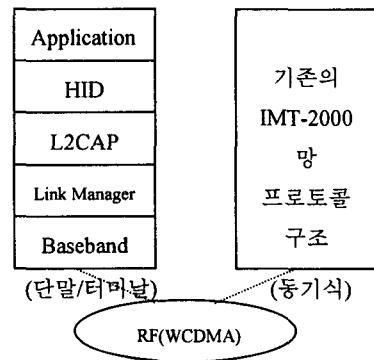 Application
HID
L2CAP
Link Manager
Baseband
(단말/터미날)
기존의
IMT-2000
망
프로토콜
구조
(동기식)
RF(WCDMA)